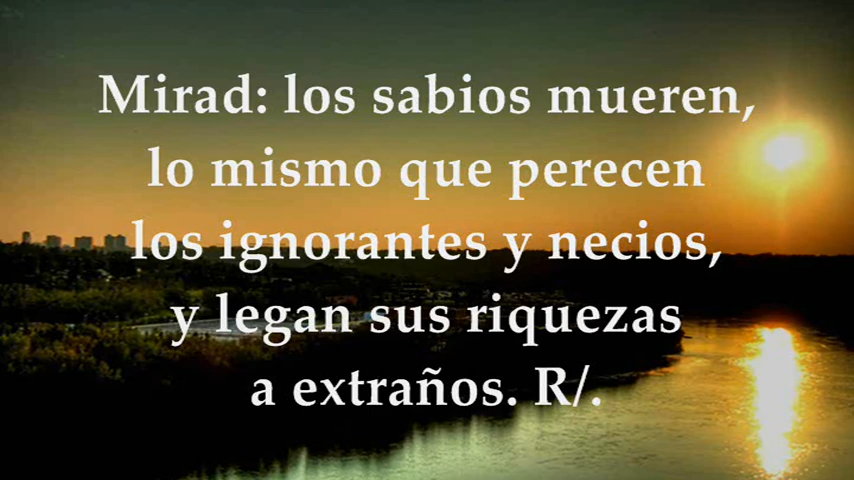 Mirad: los sabios mueren,
lo mismo que perecen
los ignorantes y necios,
y legan sus riquezas
a extraños. R/.